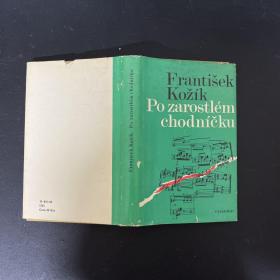 František
Kožík
Po zarostlém
chodníčku
František Kožík Po zarostlém chodníčku